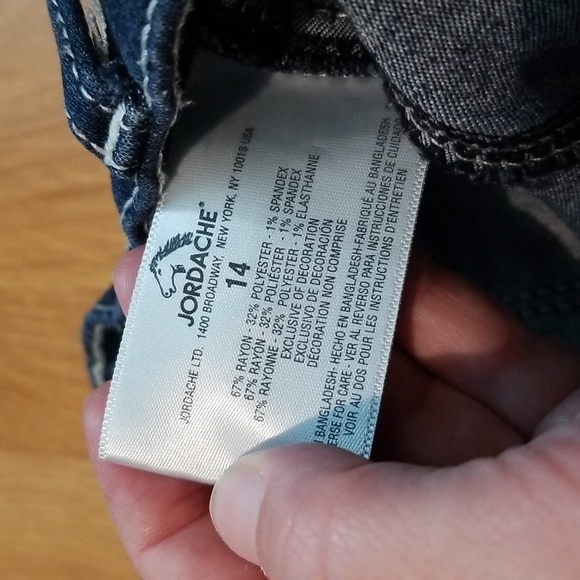 JORDACHE®
JORDACHE LTD. 1400 BROADWAY, NEW YORK, NY 10018 USA
14
67% RAYON - 32% POLYESTER - 1% SPANDEX
67% RAYON - 32% POLIÉSTER - 1% SPANDEX
67% RAYONNE - 32% POLYESTER - 1% ELASTHANNE
EXCLUSIVE OF DECORATION
EXCLUSIVO DE DECORACIÓN
DÉCORATION NON COMPRISE
BANGLADESH - HECHO EN BANGLADESH - FABRIQUÉ AU BANGLADESH
FOR CARE - VER AL REVERSO PARA INSTRUCCIONES DE
VOIR AU DOS POUR LES INSTRUCTIONS D'ENTRETIEN